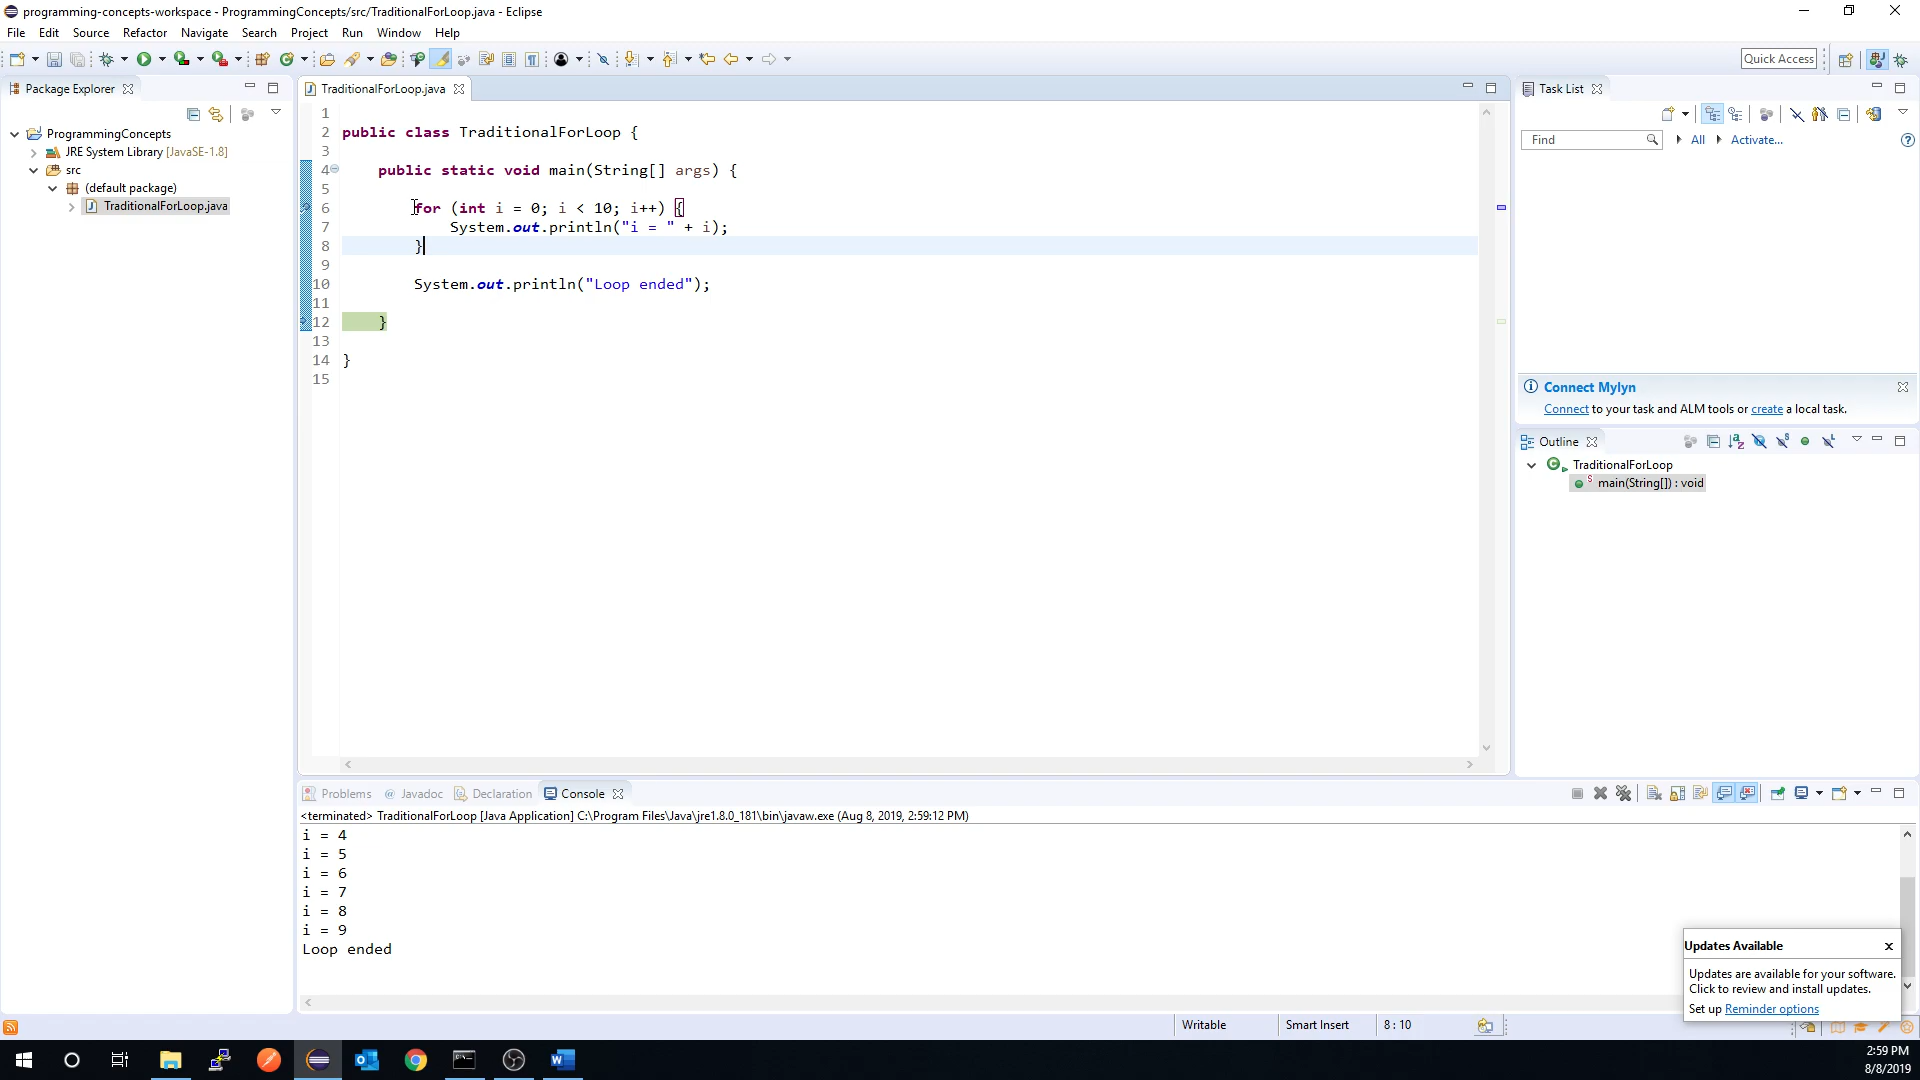 programming-concepts-workspace - ProgrammingConcepts/src/TraditionalForLoop.java - Eclipse
File Edit Source Refactor Navigate Search Project Run Window Help
Quick Access
Package Explorer
ProgrammingConcepts
JRE System Library [JavaSE-1.8]
src
(default package)
TraditionalForLoop.java
TraditionalForLoop.java
1
2 public class TraditionalForLoop {
3
4 public static void main(String[] args) {
5
6 for (int i = 0; i < 10; i++) {
7 System.out.println("i = " + i);
8 }
9
10 System.out.println("Loop ended");
11
12 }
13
14 }
15
Task List
Find All Activate...
Connect Mylyn
Connect to your task and ALM tools or create a local task.
Outline
TraditionalForLoop
main(String[]) : void
Problems Javadoc Declaration Console
<terminated> TraditionalForLoop [Java Application] C:\Program Files\Java\jre1.8.0_181\bin\javaw.exe (Aug 8, 2019, 2:59:12 PM)
i = 4
i = 5
i = 6
i = 7
i = 8
i = 9
Loop ended
Updates Available
Updates are available for your software.
Click to review and install updates.
Set up Reminder options
Writable Smart Insert 8 : 10
2:59 PM
8/8/2019